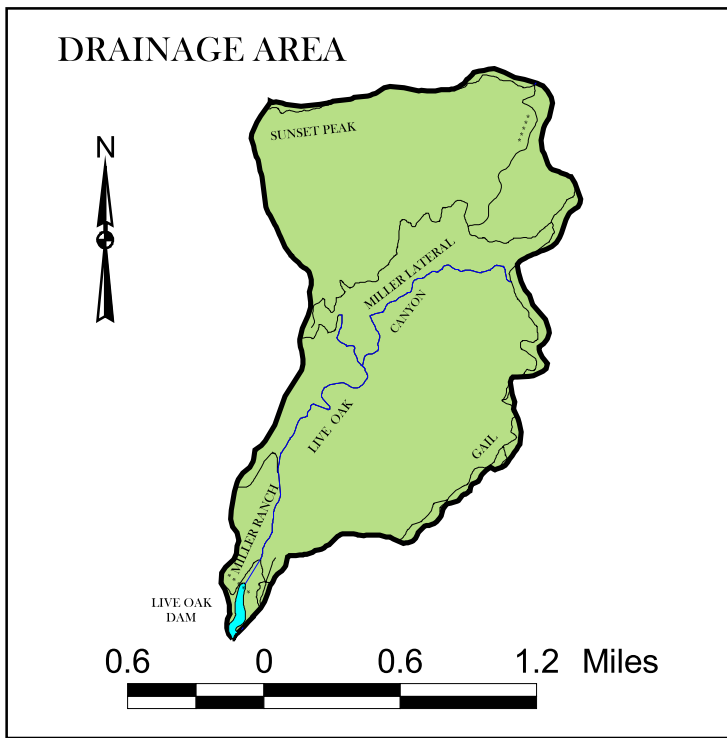 DRAINAGE AREA
N
SUNSET PEAK
MILLER LATERAL
CANYON
LIVE OAK
GAIL
MILLER RANCH
LIVE OAK
DAM
0.6 0 0.6 1.2 Miles